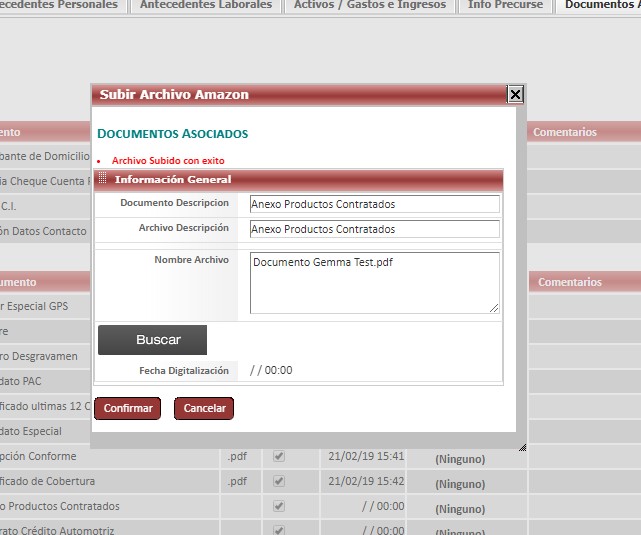 ecedentes Personales Antecedentes Laborales Activos / Gastos e Ingresos Info Precurse Documentos A
Subir Archivo Amazon
DOCUMENTOS ASOCIADOS
Archivo Subido con exito
Información General
Documento Descripcion Anexo Productos Contratados
Archivo Descripción Anexo Productos Contratados
Nombre Archivo Documento Gemma Test.pdf
Buscar
Fecha Digitalización / / 00:00
Confirmar Cancelar
ento Comentarios
bante de Domicilio
ia Cheque Cuenta
C.I.
ón Datos Contacto
umento Comentarios
r Especial GPS
re
ro Desgravamen
dato PAC
ficado ultimas 12 C
dato Especial
pción Conforme .pdf 21/02/19 15:41 (Ninguno)
ficado de Cobertura .pdf 21/02/19 15:42 (Ninguno)
o Productos Contratados / / 00:00 (Ninguno)
rato Crédito Automotriz / / 00:00 (Ninguno)